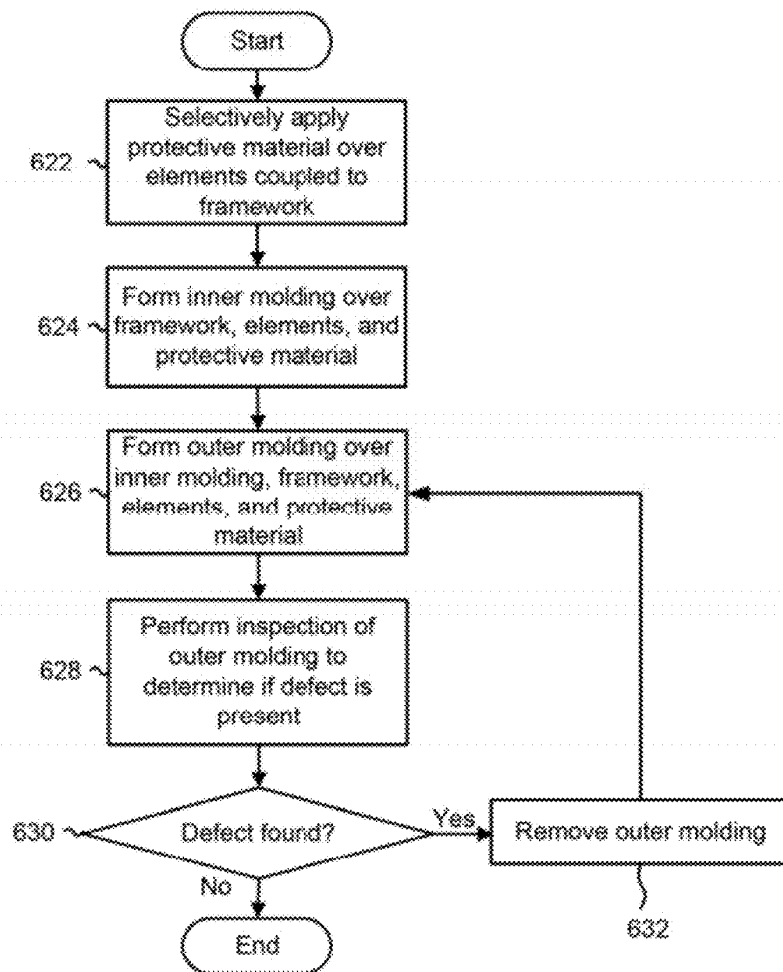 Start
622
Selectively apply
protective material over
elements coupled to
framework
624
Form inner molding over
framework, elements, and
protective material
626
Form outer molding over
inner molding, framework,
elements, and protective
material
628
Perform inspection of
outer molding to
determine if defect is
present
630
Defect found?
Yes
Remove outer molding
632
No
End